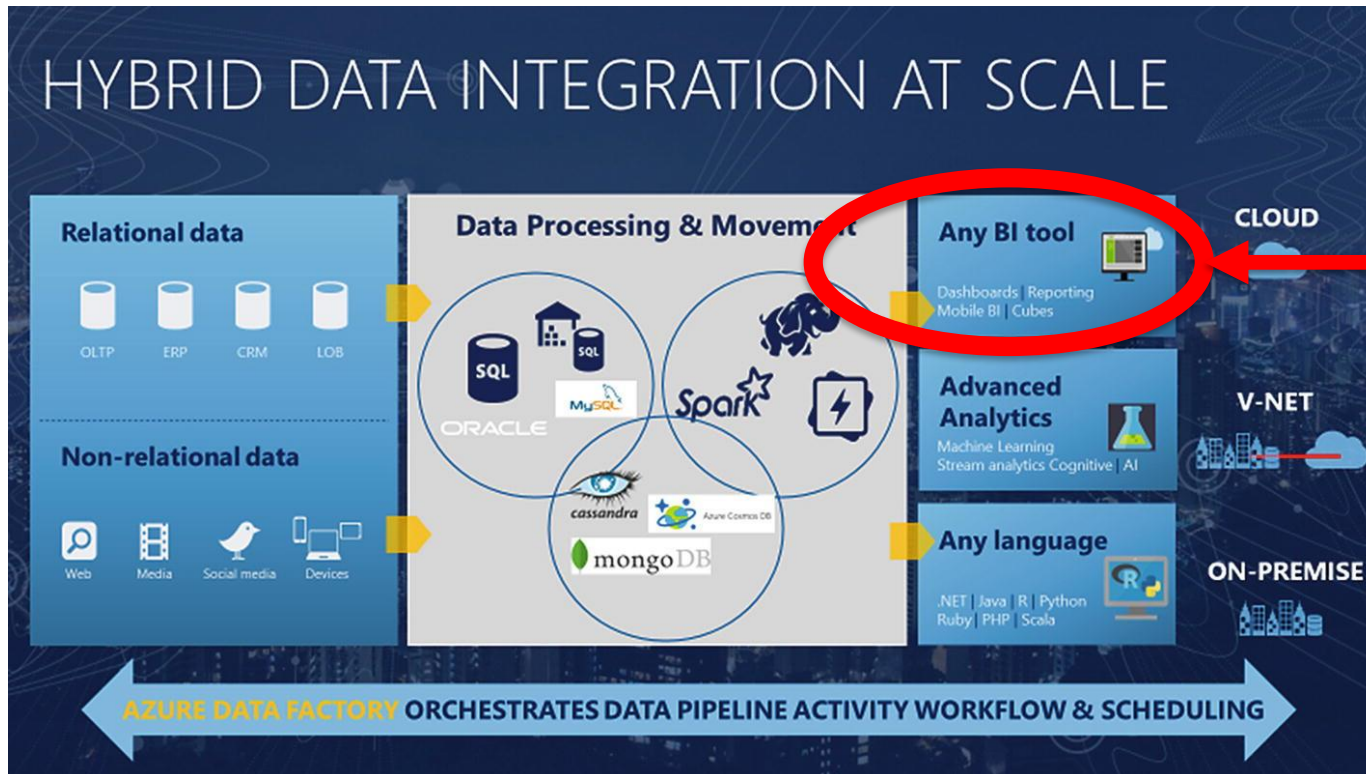 HYBRID DATA INTEGRATION AT SCALE
Relational data
OLTP ERP CRM LOB
Non-relational data
Web Media Social media Devices
Data Processing & Movement
SQL
SQL
MySQL
ORACLE
Spark
cassandra
Azure Cosmos DB
mongoDB
Any BI tool
Dashboards | Reporting
Mobile BI | Cubes
Advanced
Analytics
Machine Learning
Stream analytics Cognitive | AI
Any language
R
.NET | Java | R | Python
Ruby | PHP | Scala
CLOUD
V-NET
ON-PREMISE
AZURE DATA FACTORY ORCHESTRATES DATA PIPELINE ACTIVITY WORKFLOW & SCHEDULING